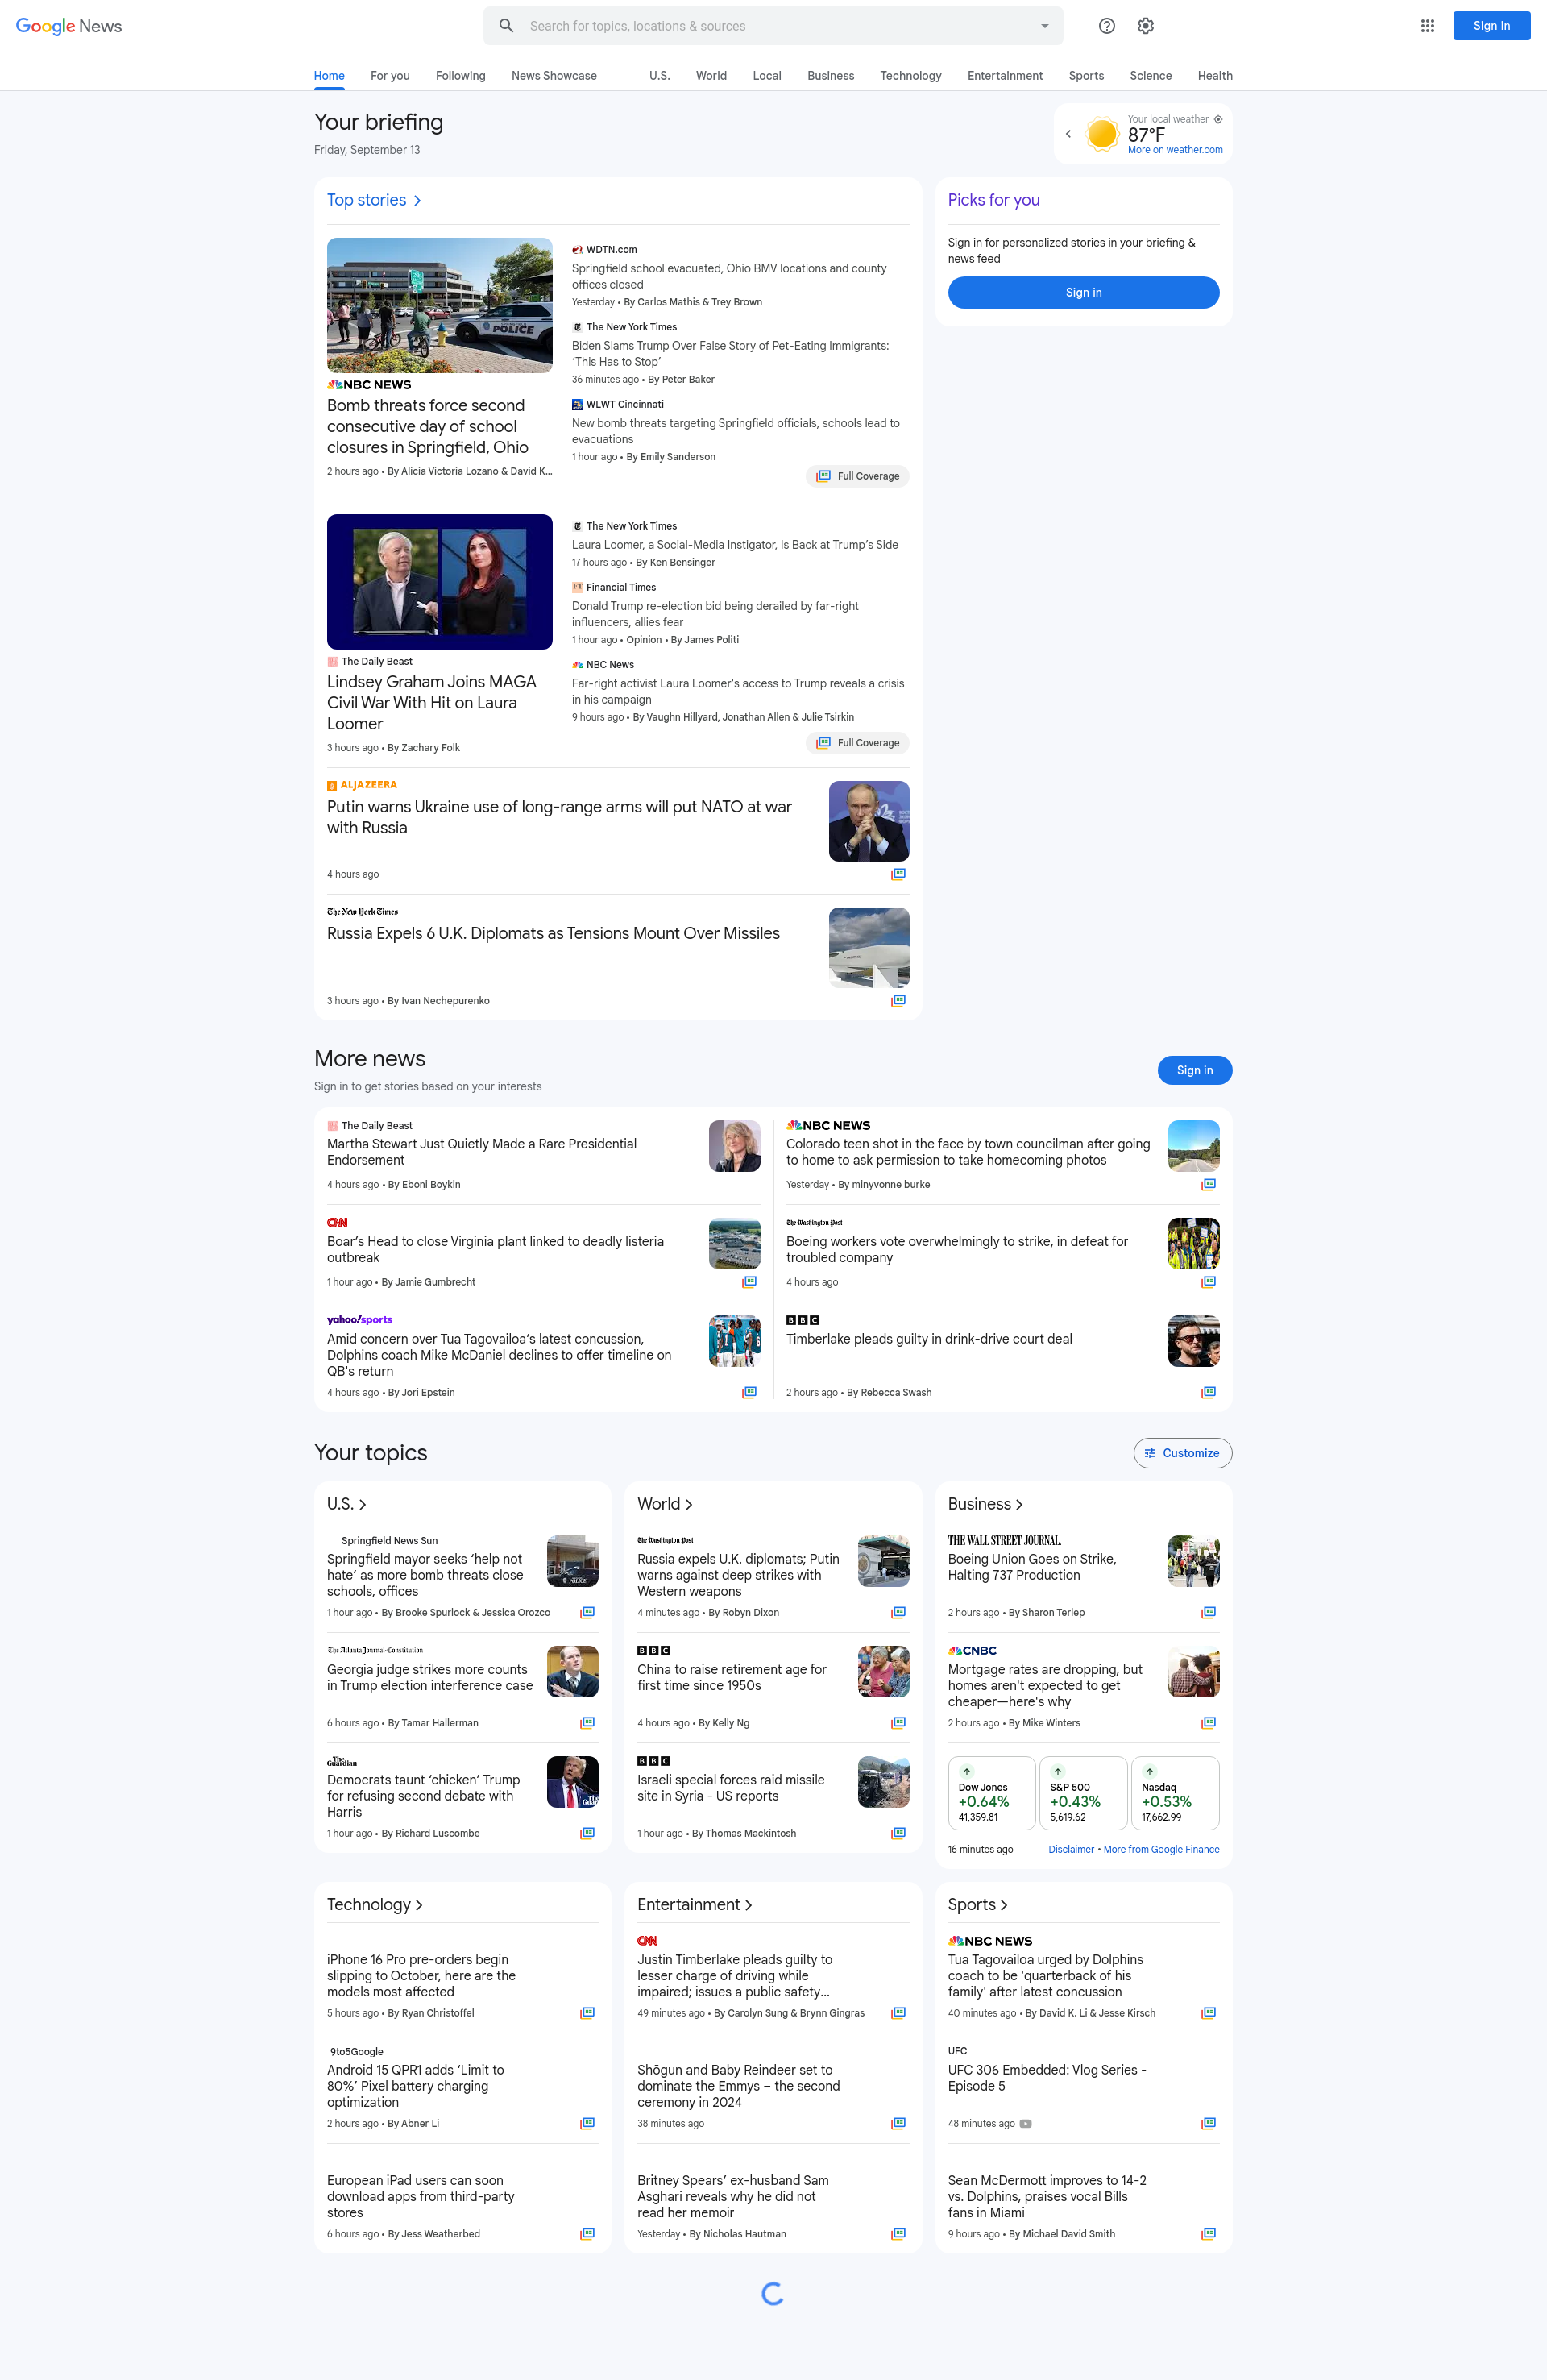 Google News
Search for topics, locations & sources
Sign in
Home
For you
Following
News Showcase
U.S.
World
Local
Business
Technology
Entertainment
Sports
Science
Health
Your briefing
Friday, September 13
Your local weather
87°F
More on weather.com
Top stories
POLICE
NBC NEWS
Bomb threats force second
consecutive day of school
closures in Springfield, Ohio
2 hours ago • By Alicia Victoria Lozano & David K...
WDTN.com
Springfield school evacuated, Ohio BMV locations and county
offices closed
Yesterday • By Carlos Mathis & Trey Brown
The New York Times
Biden Slams Trump Over False Story of Pet-Eating Immigrants:
‘This Has to Stop’
36 minutes ago • By Peter Baker
WLWT Cincinnati
New bomb threats targeting Springfield officials, schools lead to
evacuations
1 hour ago • By Emily Sanderson
Full Coverage
Picks for you
Sign in for personalized stories in your briefing &
news feed
Sign in
The Daily Beast
Lindsey Graham Joins MAGA
Civil War With Hit on Laura
Loomer
3 hours ago • By Zachary Folk
The New York Times
Laura Loomer, a Social-Media Instigator, Is Back at Trump’s Side
17 hours ago • By Ken Bensinger
FT Financial Times
Donald Trump re-election bid being derailed by far-right
influencers, allies fear
1 hour ago • Opinion • By James Politi
NBC News
Far-right activist Laura Loomer's access to Trump reveals a crisis
in his campaign
9 hours ago • By Vaughn Hillyard, Jonathan Allen & Julie Tsirkin
Full Coverage
ALJAZEERA
Putin warns Ukraine use of long-range arms will put NATO at war
with Russia
4 hours ago
The New York Times
Russia Expels 6 U.K. Diplomats as Tensions Mount Over Missiles
3 hours ago • By Ivan Nechepurenko
More news
Sign in to get stories based on your interests
Sign in
The Daily Beast
Martha Stewart Just Quietly Made a Rare Presidential
Endorsement
4 hours ago • By Eboni Boykin
NBC NEWS
Colorado teen shot in the face by town councilman after going
to home to ask permission to take homecoming photos
Yesterday • By minyvonne burke
CNN
Boar’s Head to close Virginia plant linked to deadly listeria
outbreak
1 hour ago • By Jamie Gumbrecht
The Washington Post
Boeing workers vote overwhelmingly to strike, in defeat for
troubled company
4 hours ago
yahoo!sports
Amid concern over Tua Tagovailoa’s latest concussion,
Dolphins coach Mike McDaniel declines to offer timeline on
QB's return
4 hours ago • By Jori Epstein
BBC
Timberlake pleads guilty in drink-drive court deal
2 hours ago • By Rebecca Swash
Your topics
Customize
U.S.
Springfield News Sun
Springfield mayor seeks ‘help not
hate’ as more bomb threats close
schools, offices
1 hour ago • By Brooke Spurlock & Jessica Orozco
The Atlanta Journal-Constitution
Georgia judge strikes more counts
in Trump election interference case
6 hours ago • By Tamar Hallerman
The Guardian
Democrats taunt ‘chicken’ Trump
for refusing second debate with
Harris
1 hour ago • By Richard Luscombe
World
The Washington Post
Russia expels U.K. diplomats; Putin
warns against deep strikes with
Western weapons
4 minutes ago • By Robyn Dixon
BBC
China to raise retirement age for
first time since 1950s
4 hours ago • By Kelly Ng
BBC
Israeli special forces raid missile
site in Syria - US reports
1 hour ago • By Thomas Mackintosh
Business
THE WALL STREET JOURNAL.
Boeing Union Goes on Strike,
Halting 737 Production
2 hours ago • By Sharon Terlep
CNBC
Mortgage rates are dropping, but
homes aren't expected to get
cheaper—here's why
2 hours ago • By Mike Winters
Dow Jones
+0.64%
41,359.81
S&P 500
+0.43%
5,619.62
Nasdaq
+0.53%
17,662.99
16 minutes ago
Disclaimer • More from Google Finance
Technology
iPhone 16 Pro pre-orders begin
slipping to October, here are the
models most affected
5 hours ago • By Ryan Christoffel
9to5Google
Android 15 QPR1 adds ‘Limit to
80%’ Pixel battery charging
optimization
2 hours ago • By Abner Li
European iPad users can soon
download apps from third-party
stores
6 hours ago • By Jess Weatherbed
Entertainment
CNN
Justin Timberlake pleads guilty to
lesser charge of driving while
impaired; issues a public safety...
49 minutes ago • By Carolyn Sung & Brynn Gingras
Shōgun and Baby Reindeer set to
dominate the Emmys – the second
ceremony in 2024
38 minutes ago
Britney Spears’ ex-husband Sam
Asghari reveals why he did not
read her memoir
Yesterday • By Nicholas Hautman
Sports
NBC NEWS
Tua Tagovailoa urged by Dolphins
coach to be 'quarterback of his
family' after latest concussion
40 minutes ago • By David K. Li & Jesse Kirsch
UFC
UFC 306 Embedded: Vlog Series -
Episode 5
48 minutes ago
Sean McDermott improves to 14-2
vs. Dolphins, praises vocal Bills
fans in Miami
9 hours ago • By Michael David Smith